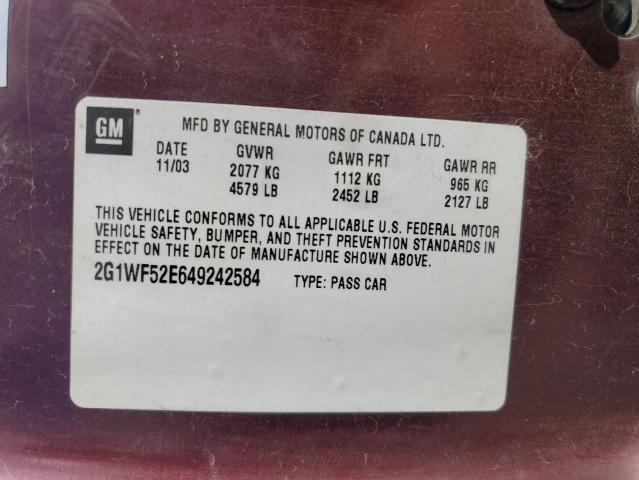 GM
MFD BY GENERAL MOTORS OF CANADA LTD.
DATE GVWR GAWR FRT GAWR RR
11/03 2077 KG 1112 KG 965 KG
4579 LB 2452 LB 2127 LB
THIS VEHICLE CONFORMS TO ALL APPLICABLE U.S. FEDERAL MOTOR
VEHICLE SAFETY, BUMPER, AND THEFT PREVENTION STANDARDS IN
EFFECT ON THE DATE OF MANUFACTURE SHOWN ABOVE.
2G1WF52E649242584 TYPE: PASS CAR